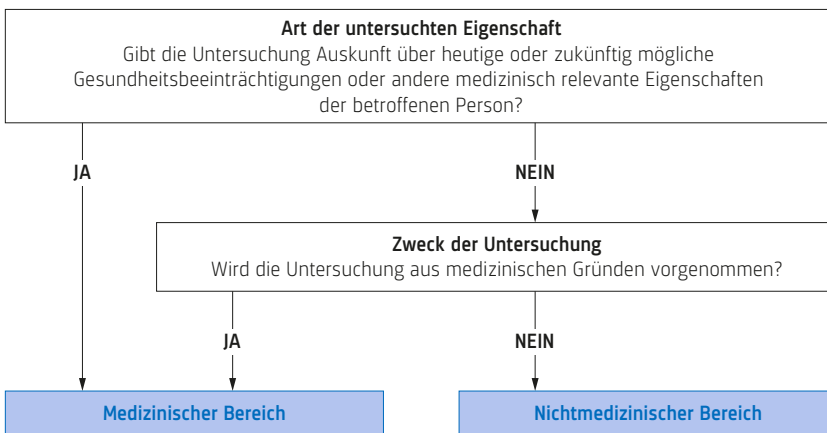 Art der untersuchten Eigenschaft
Gibt die Untersuchung Auskunft über heutige oder zukünftig mögliche
Gesundheitsbeeinträchtigungen oder andere medizinisch relevante Eigenschaften
der betroffenen Person?
JA
NEIN
Zweck der Untersuchung
Wird die Untersuchung aus medizinischen Gründen vorgenommen?
JA
NEIN
Medizinischer Bereich
Nichtmedizinischer Bereich